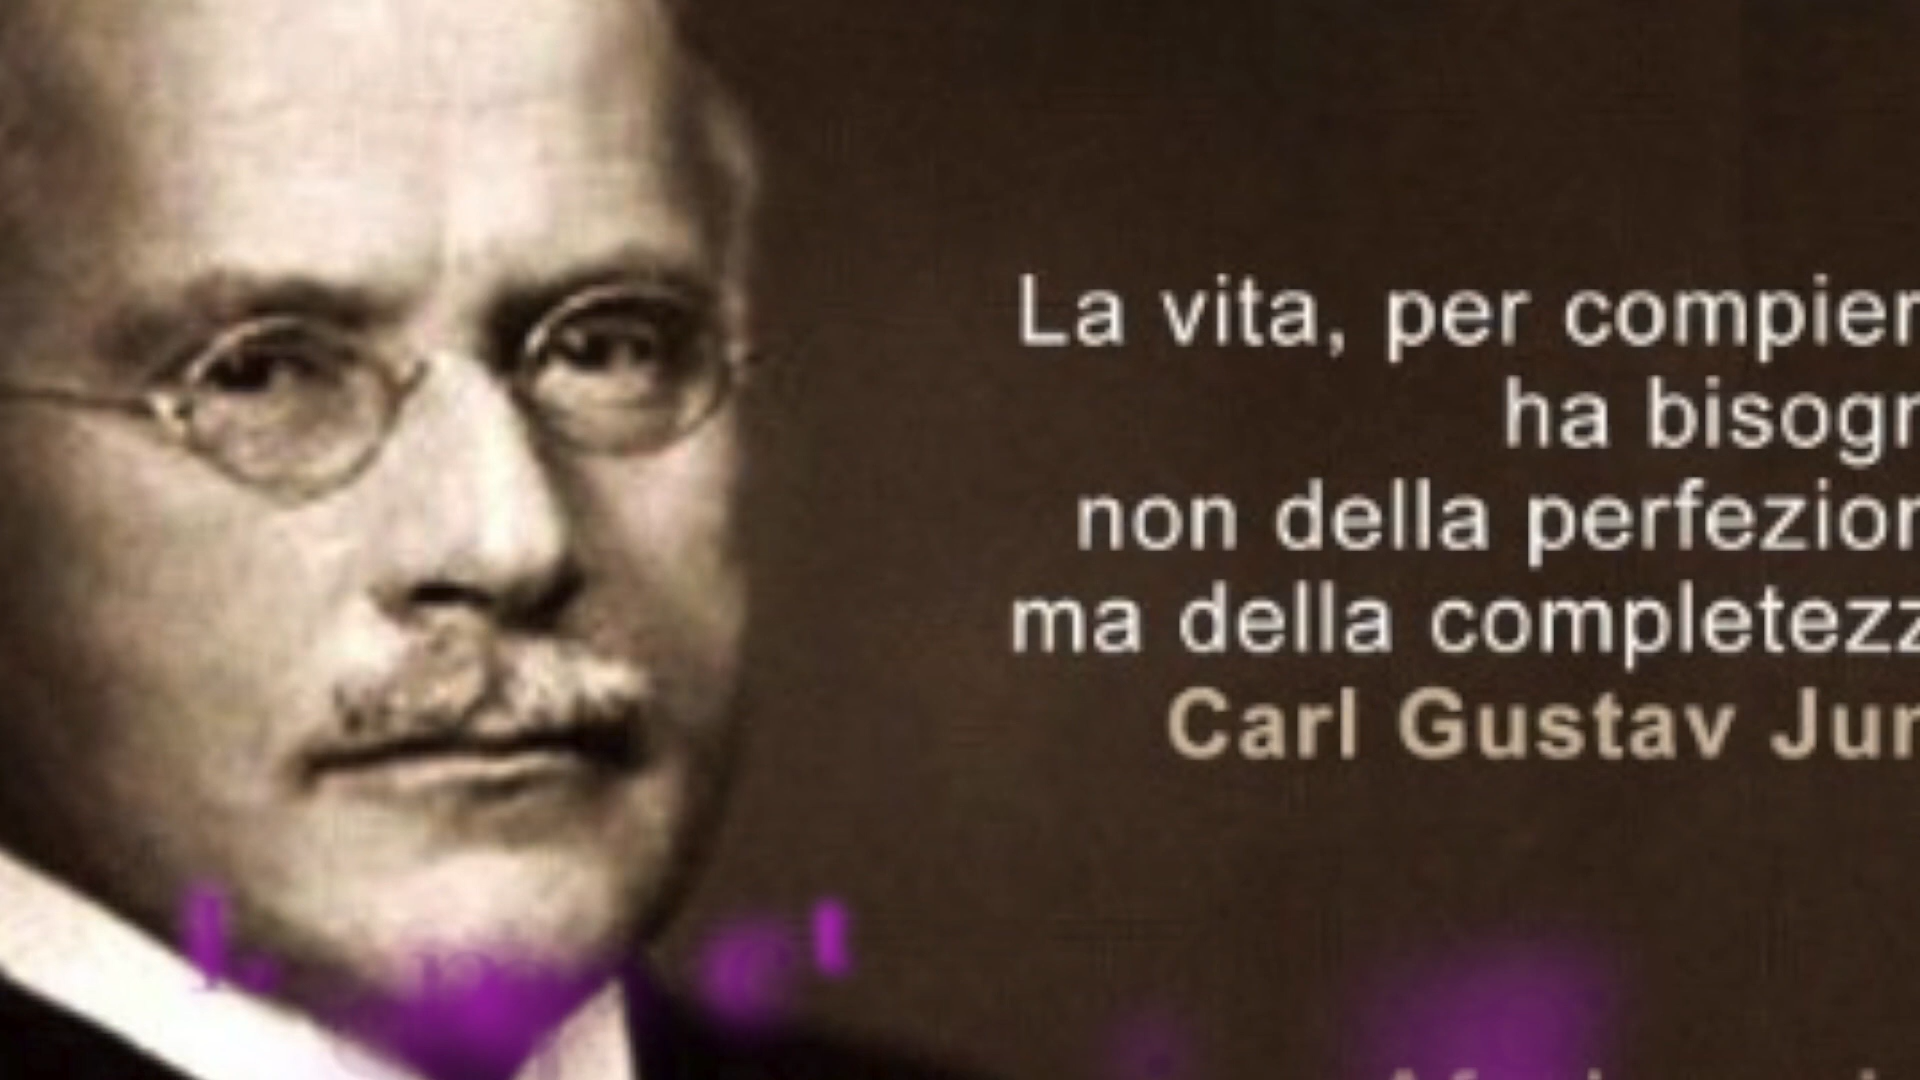 La vita, per compier
ha bisogn
non della perfezion
ma della completezz
Carl Gustav Jun